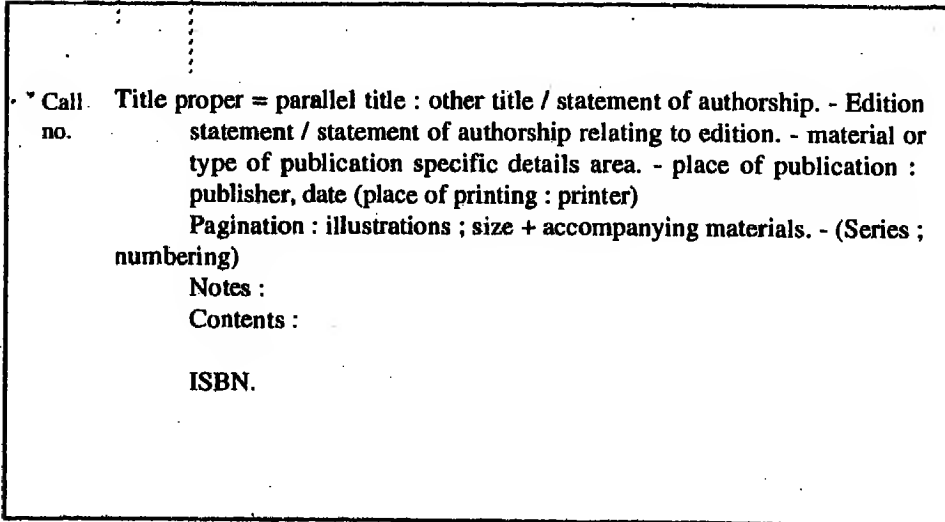 Call Title proper = parallel title : other title / statement of authorship. - Edition
no. statement / statement of authorship relating to edition. - material or
type of publication specific details area. - place of publication :
publisher, date (place of printing : printer)
Pagination : illustrations ; size + accompanying materials. - (Series ;
numbering)
Notes :
Contents :
ISBN.